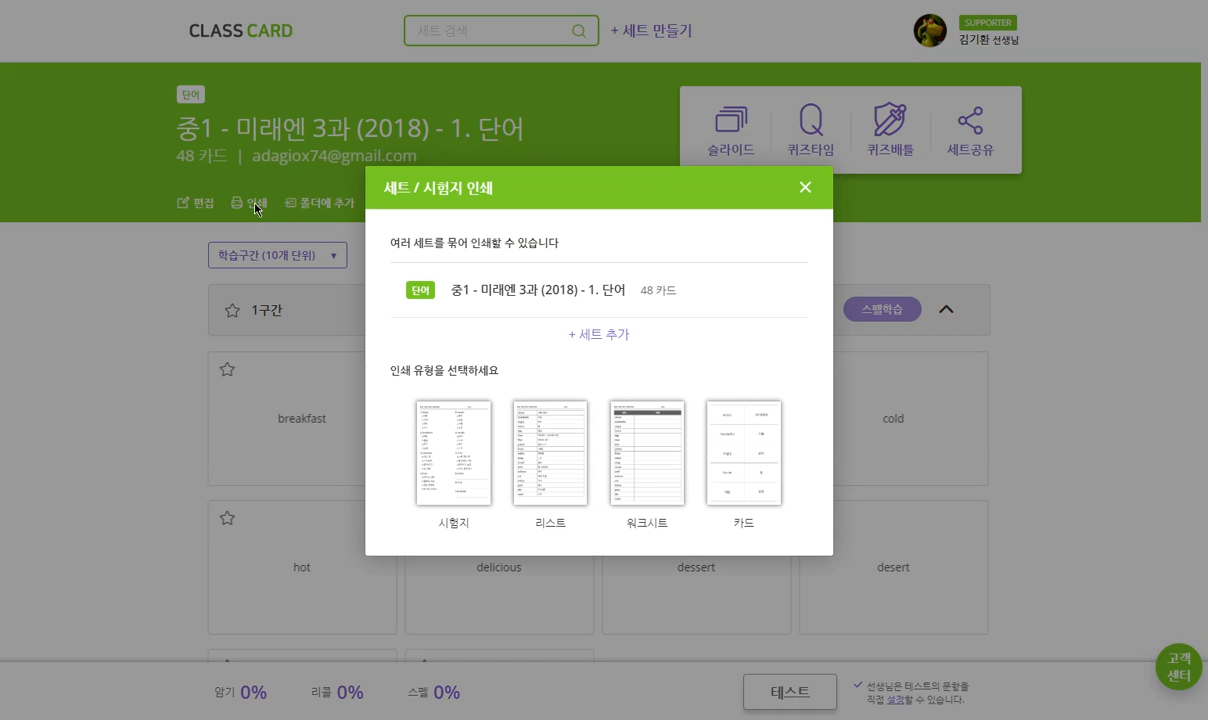 CLASS CARD
세트 검색
+ 세트 만들기
SUPPORTER
김기환 선생님
단어
중1 - 미래엔 3과 (2018) - 1. 단어
48 카드 | adagiox74@gmail.com
슬라이드
퀴즈타임
퀴즈배틀
세트공유
편집
인쇄
폴더에 추가
세트 / 시험지 인쇄
여러 세트를 묶어 인쇄할 수 있습니다
단어 중1 - 미래엔 3과 (2018) - 1. 단어 48 카드
+ 세트 추가
인쇄 유형을 선택하세요
시험지
리스트
워크시트
카드
학습구간 (10개 단위)
1구간
스펠학습
breakfast
cold
hot
delicious
dessert
desert
암기 0%
리콜 0%
스펠 0%
테스트
선생님은 테스트의 문항을
직접 설정할 수 있습니다.
고객
센터